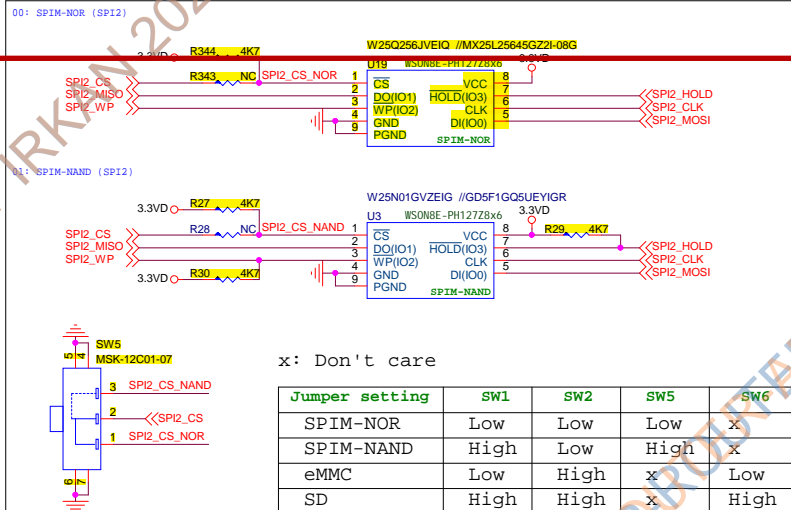 00: SPIM-NOR (SPI2)
W25Q256JVEIQ //MX25L25645GZ2I-08G
3.3VD R344 4K7 U19 WSON8E-PH127Z8x6 3.3VD
SPI2_CS R343 NC SPI2_CS_NOR 1 CS VCC 8
SPI2_MISO 2 DO(IO1) HOLD(IO3) 7 SPI2_HOLD
SPI2_WP 3 WP(IO2) CLK 6 SPI2_CLK
4 GND DI(IO0) 5 SPI2_MOSI
9 PGND
SPIM-NOR
IRKAN 202
01: SPIM-NAND (SPI2)
W25N01GVZEIG //GD5F1GQ5UEYIGR
3.3VD R27 4K7 U3 WSON8E-PH127Z8x6 3.3VD
SPI2_CS R28 NC SPI2_CS_NAND 1 CS VCC 8 R29 4K7
SPI2_MISO 2 DO(IO1) HOLD(IO3) 7 SPI2_HOLD
SPI2_WP 3 WP(IO2) CLK 6 SPI2_CLK
4 GND DI(IO0) 5 SPI2_MOSI
3.3VD R30 4K7 9 PGND
SPIM-NAND
SW5
5 4 MSK-12C01-07
3 SPI2_CS_NAND
2 SPI2_CS
1 SPI2_CS_NOR
6 7
x: Don't care
Jumper setting SW1 SW2 SW5 SW6
SPIM-NOR Low Low Low x
SPIM-NAND High Low High x
eMMC Low High x Low
SD High High x High